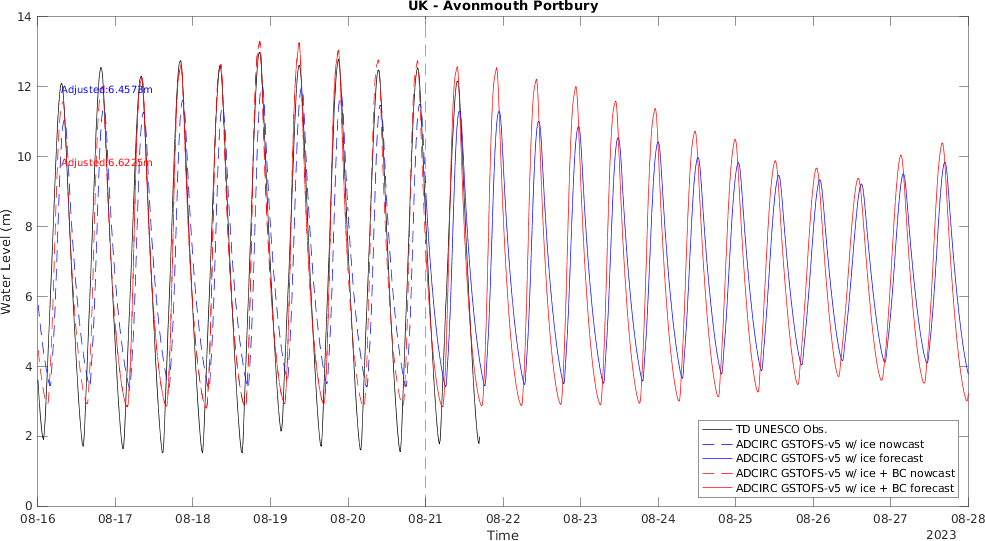 UK - Avonmouth Portbury
14
12
10
8
6
4
2
0
Water Level (m)
Adjusted:6.4573m
Adjusted:6.6225m
TD UNESCO Obs.
ADCIRC GSTOFS-v5 w/ ice nowcast
ADCIRC GSTOFS-v5 w/ ice forecast
ADCIRC GSTOFS-v5 w/ ice + BC nowcast
ADCIRC GSTOFS-v5 w/ ice + BC forecast
08-16 08-17 08-18 08-19 08-20 08-21 08-22 08-23 08-24 08-25 08-26 08-27 08-28
Time
2023